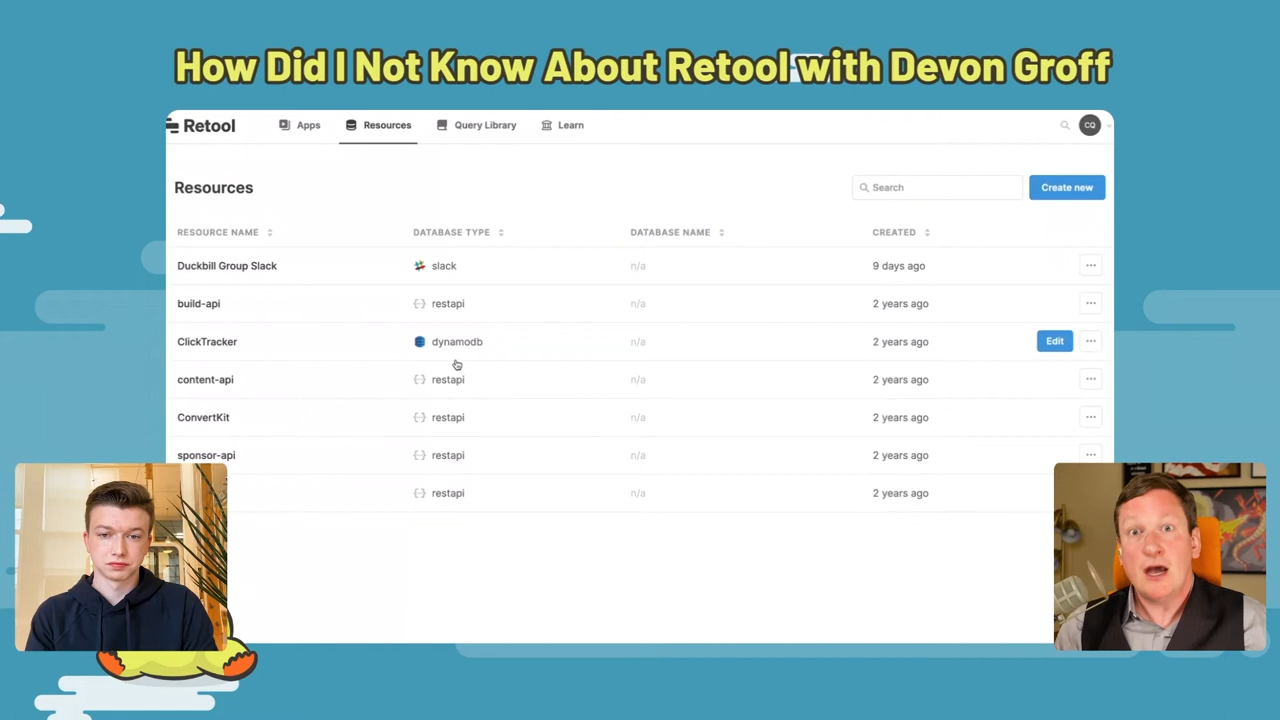 How Did I Not Know About Retool with Devon Groff
Retool Apps Resources Query Library Learn CQ
Resources Search Create new
RESOURCE NAME DATABASE TYPE DATABASE NAME CREATED
Duckbill Group Slack slack n/a 9 days ago
build-api restapi n/a 2 years ago
ClickTracker dynamodb n/a 2 years ago Edit
content-api restapi n/a 2 years ago
ConvertKit restapi n/a 2 years ago
sponsor-api restapi n/a 2 years ago
restapi n/a 2 years ago